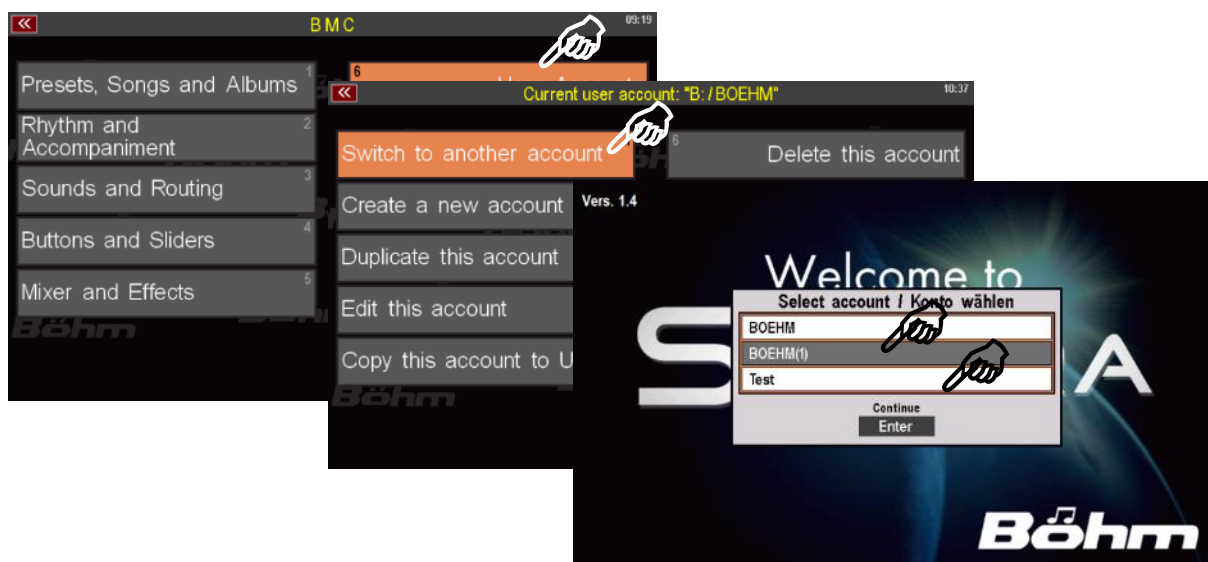 «
BMC
09:19
Presets, Songs and Albums
1
6
Rhythm and
Accompaniment
2
Sounds and Routing
3
Buttons and Sliders
4
Mixer and Effects
5
Böhm
«
Current user account: "B:/BOEHM"
10:37
Switch to another account
6
Delete this account
Create a new account
Duplicate this account
Edit this account
Copy this account to U
Böhm
Vers. 1.4
Welcome to
Select account / Konto wählen
BOEHM
BOEHM(1)
Test
Continue
Enter
Böhm